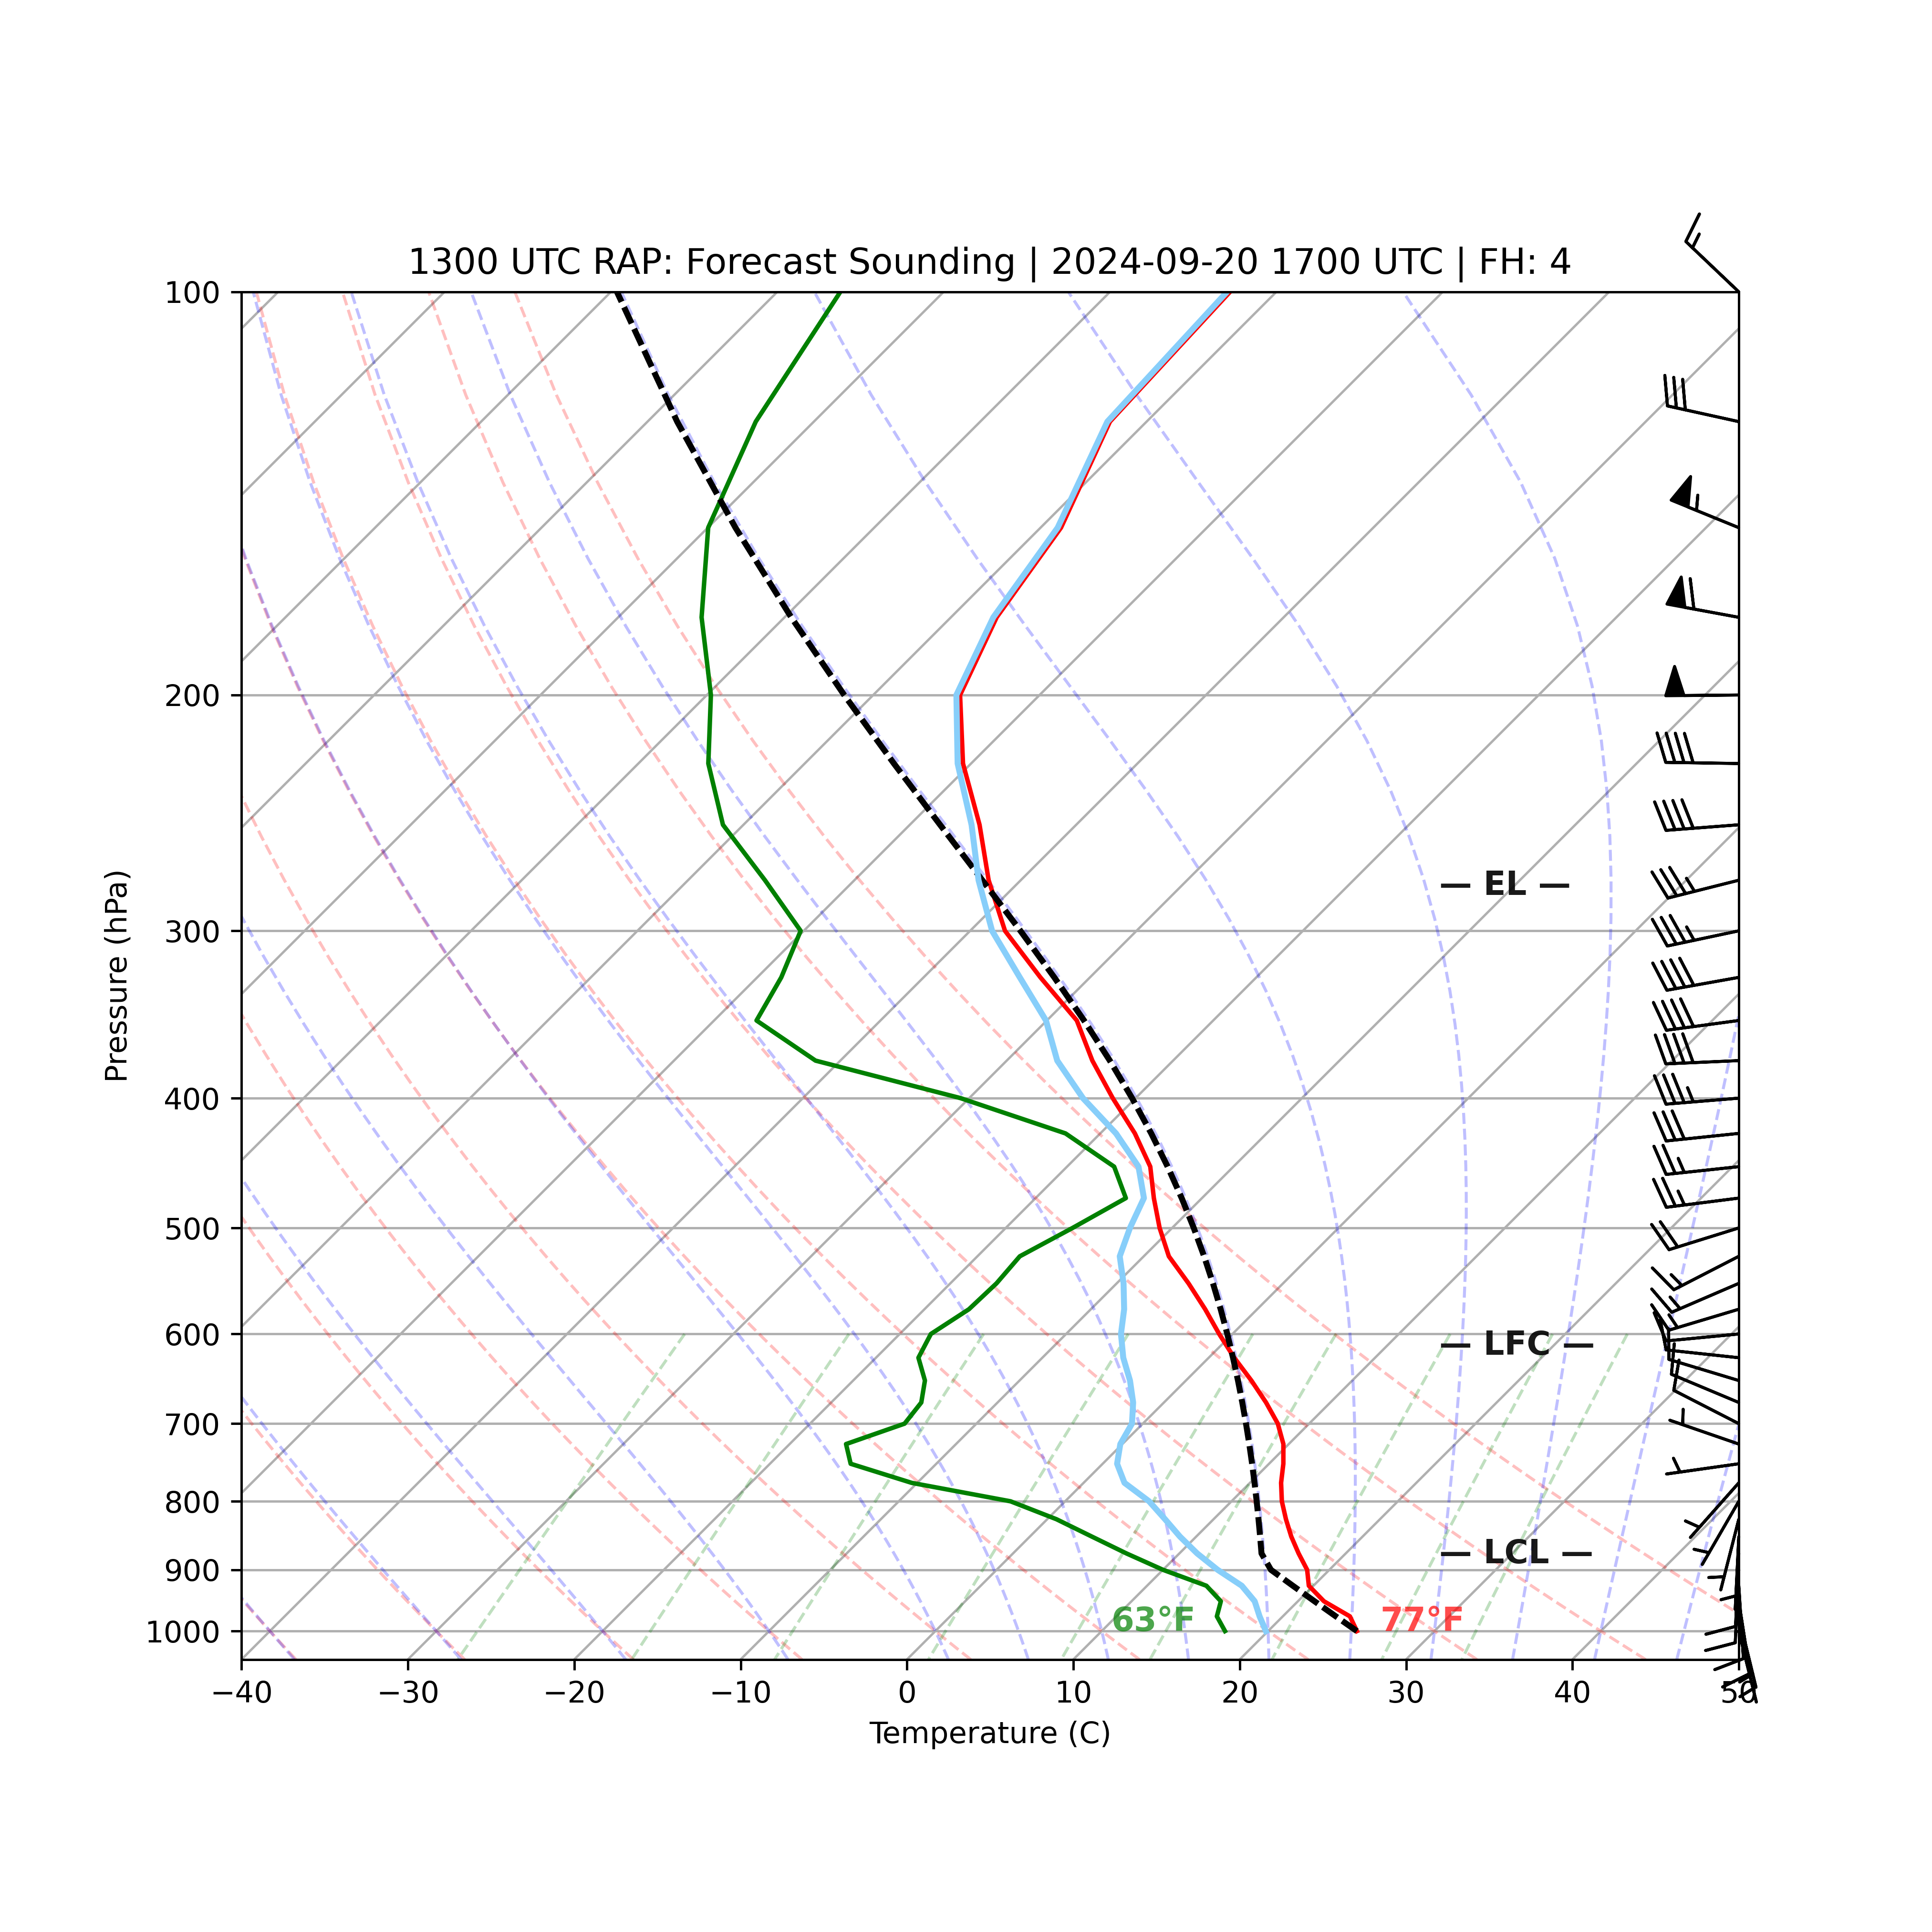 1300 UTC RAP: Forecast Sounding | 2024-09-20 1700 UTC | FH: 4
100
200
— EL —
300
Pressure (hPa)
400
500
600
— LFC —
700
800
— LCL —
900
63°F
77°F
1000
−40 −30 −20 −10 0 10 20 30 40 50
Temperature (C)